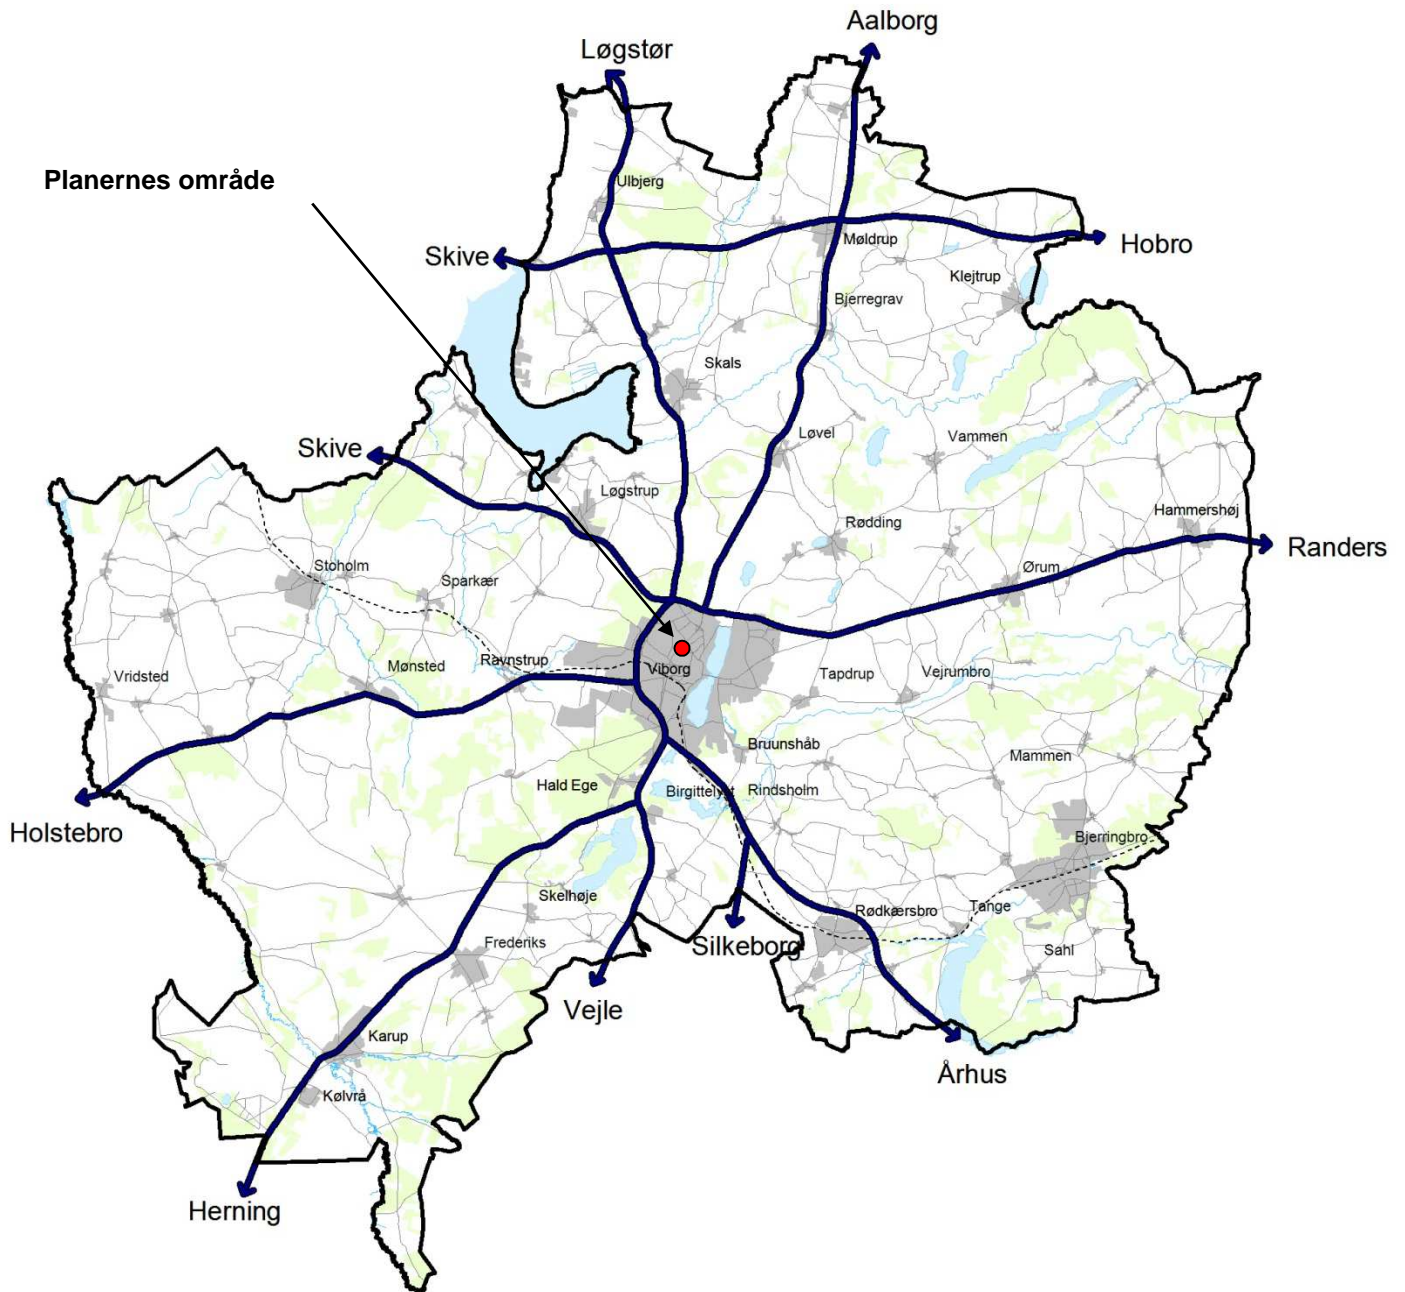 Aalborg
Løgstør
Planernes område
Ulbjerg
Møldrup
Hobro
Skive
Klejtrup
Bjerregrav
Skals
Løvel
Vammen
Skive
Løgstrup
Hammershøj
Rødding
Randers
Stoholm
Ørum
Sparkær
Mønsted
Ravnstrup
Viborg
Vridsted
Tapdrup
Vejrumbro
Bruunshåb
Mammen
Hald Ege
Birgittelyst
Rindsholm
Holstebro
Bjerringbro
Skelhøje
Rødkærsbro
Tange
Frederiks
Silkeborg
Sahl
Vejle
Karup
Århus
Kølvrå
Herning